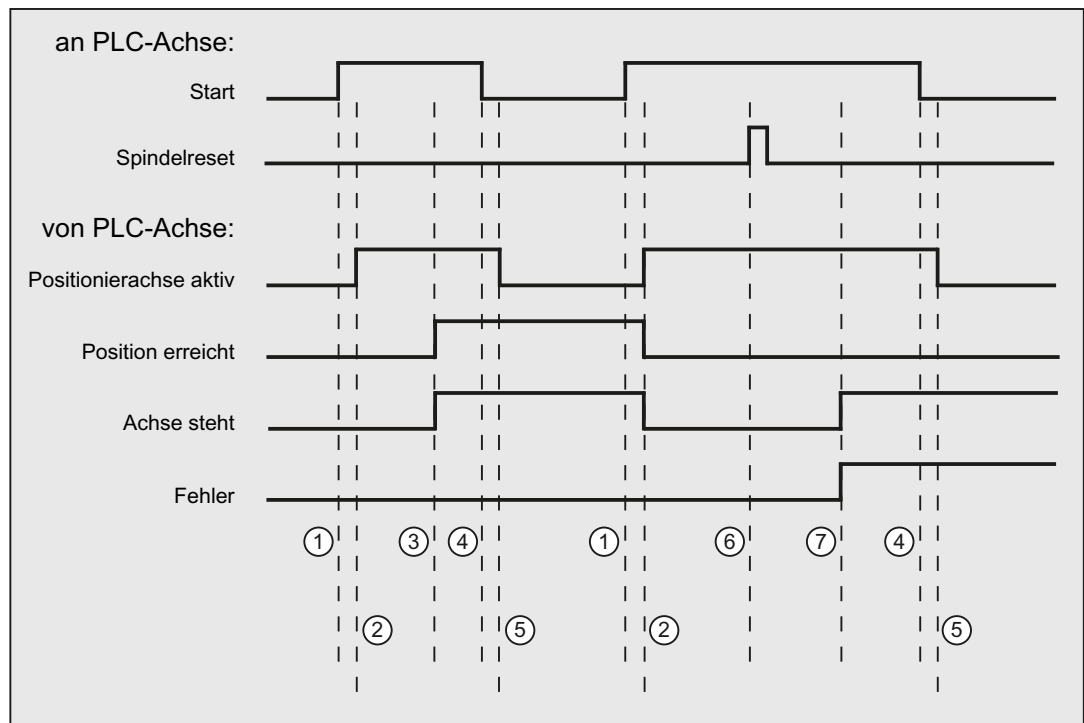 an PLC-Achse:
Start
Spindelreset
von PLC-Achse:
Positionierachse aktiv
Position erreicht
Achse steht
Fehler
1 3 4 1 6 7 4
2 5 2 5